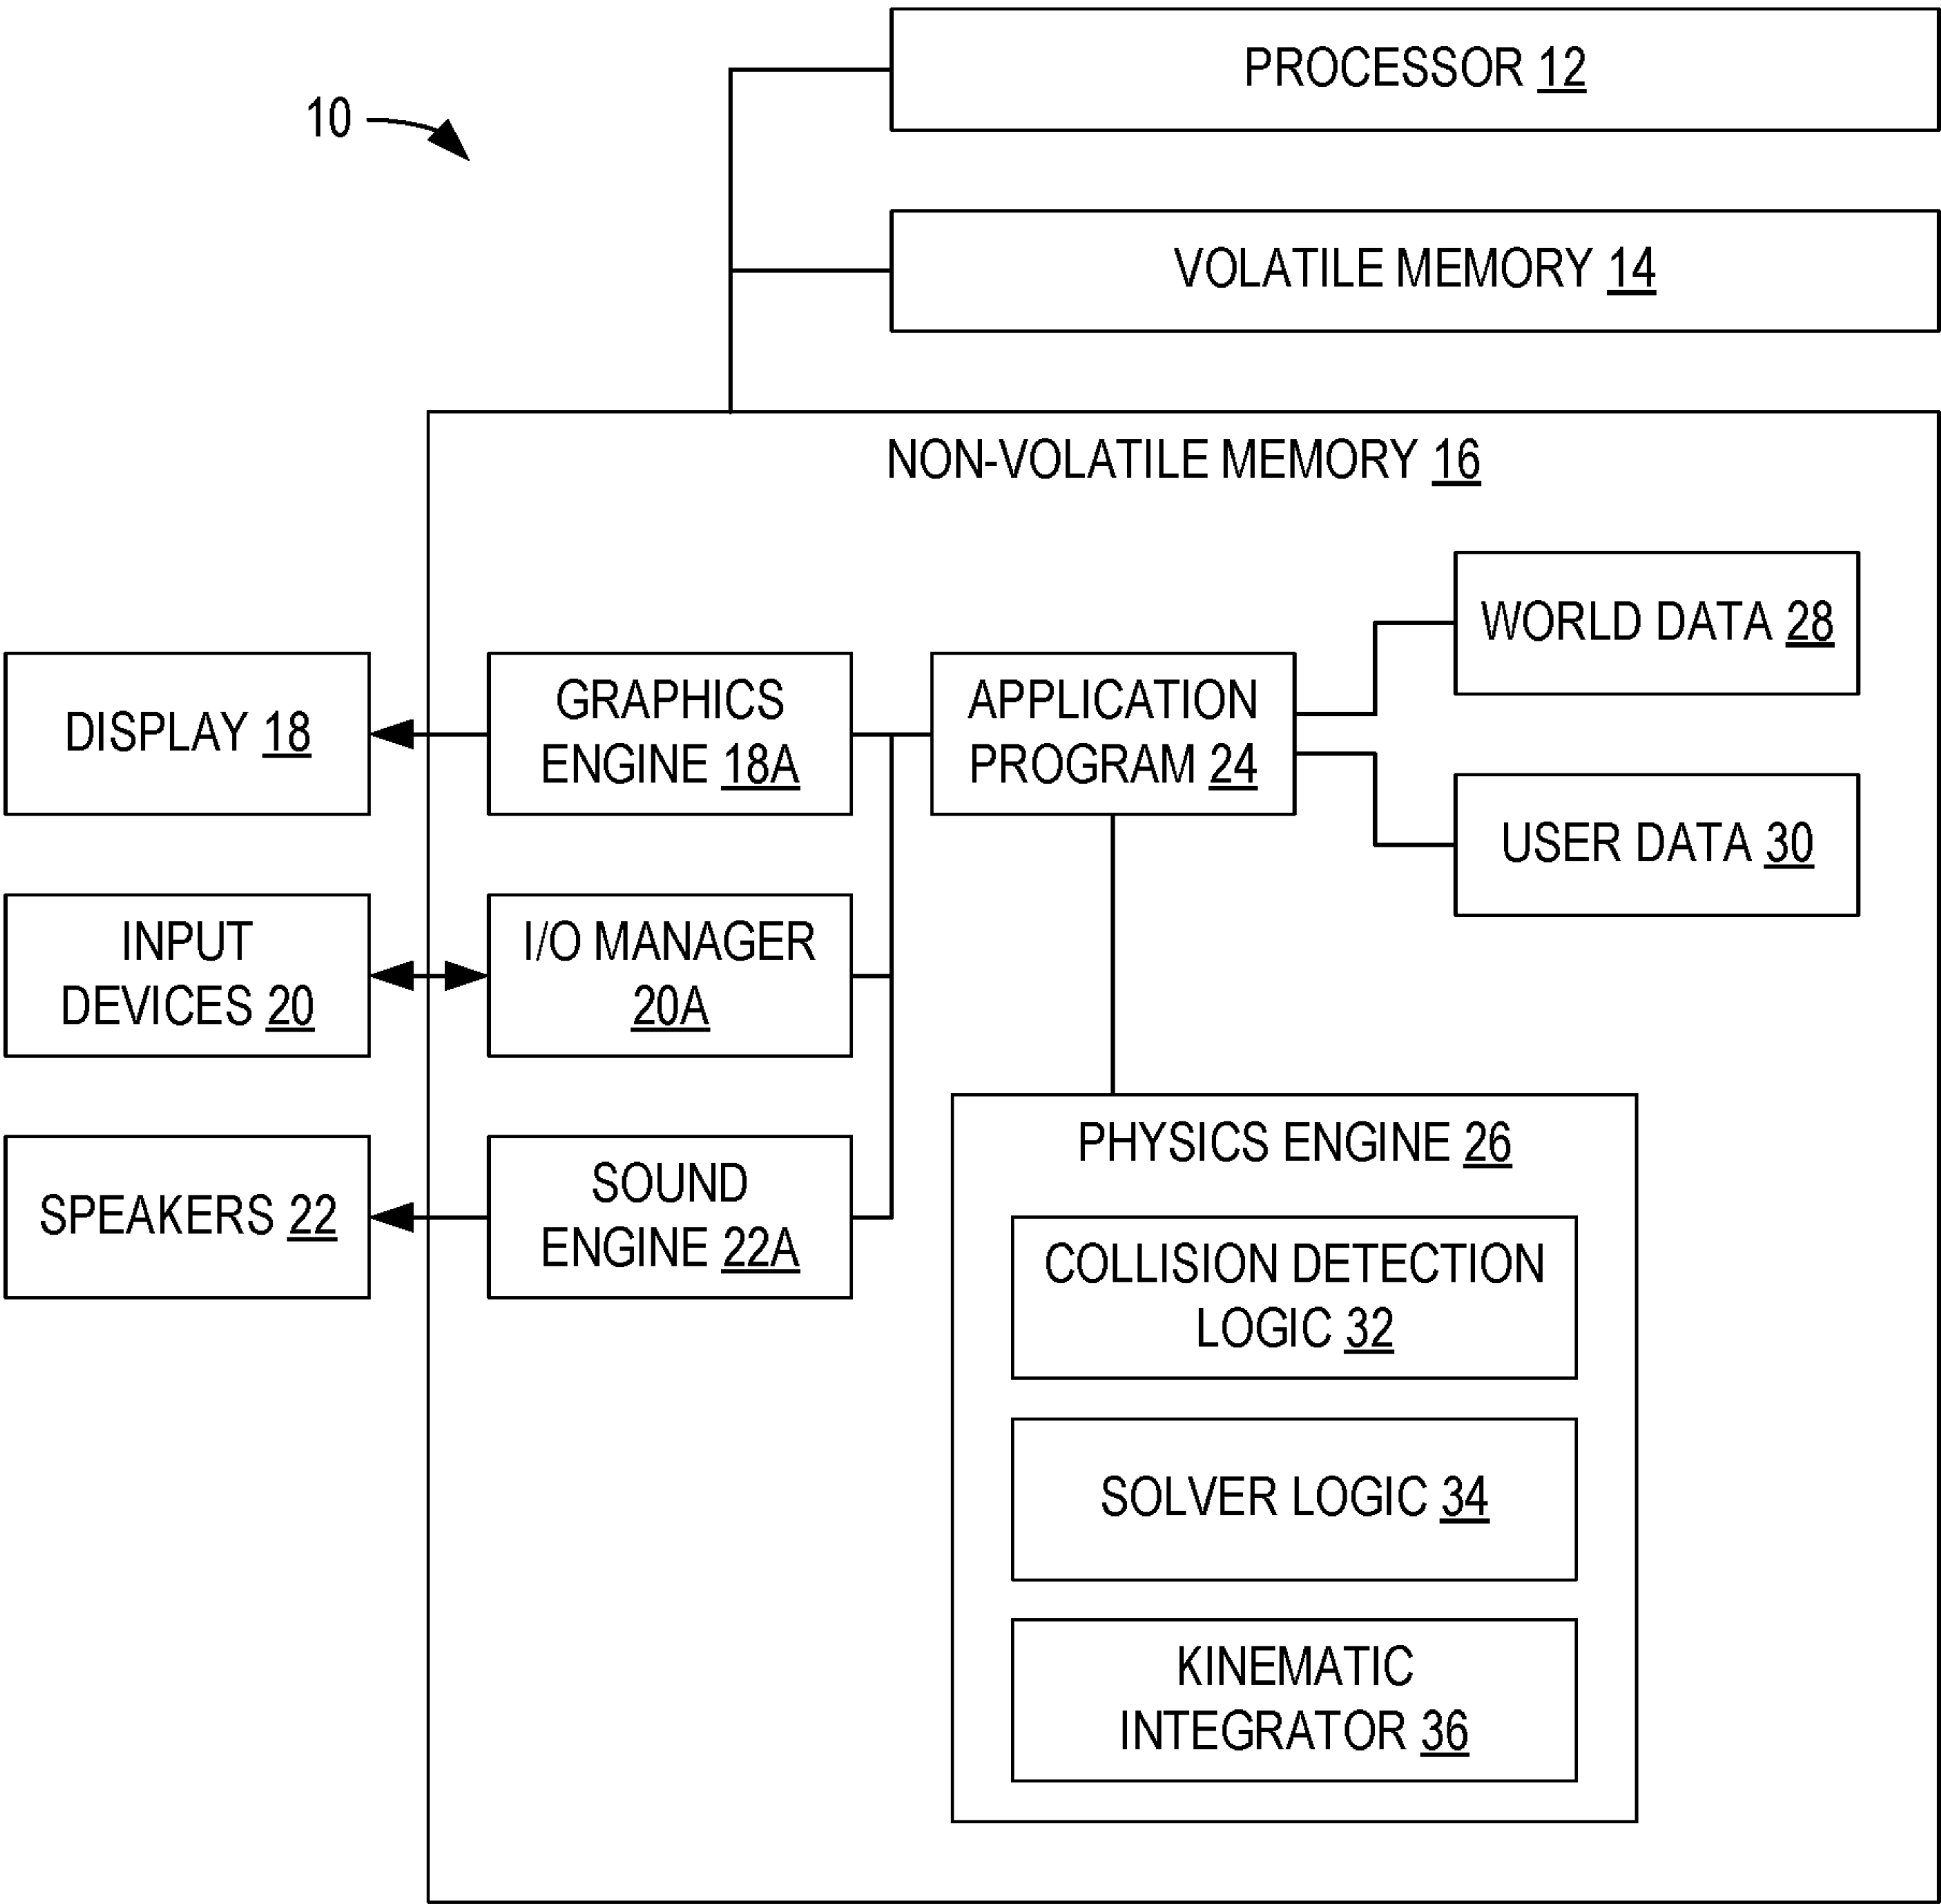 PROCESSOR 12
10
VOLATILE MEMORY 14
NON-VOLATILE MEMORY 16
WORLD DATA 28
DISPLAY 18
GRAPHICS
ENGINE 18A
APPLICATION
PROGRAM 24
USER DATA 30
INPUT
DEVICES 20
I/O MANAGER
20A
SPEAKERS 22
SOUND
ENGINE 22A
PHYSICS ENGINE 26
COLLISION DETECTION
LOGIC 32
SOLVER LOGIC 34
KINEMATIC
INTEGRATOR 36